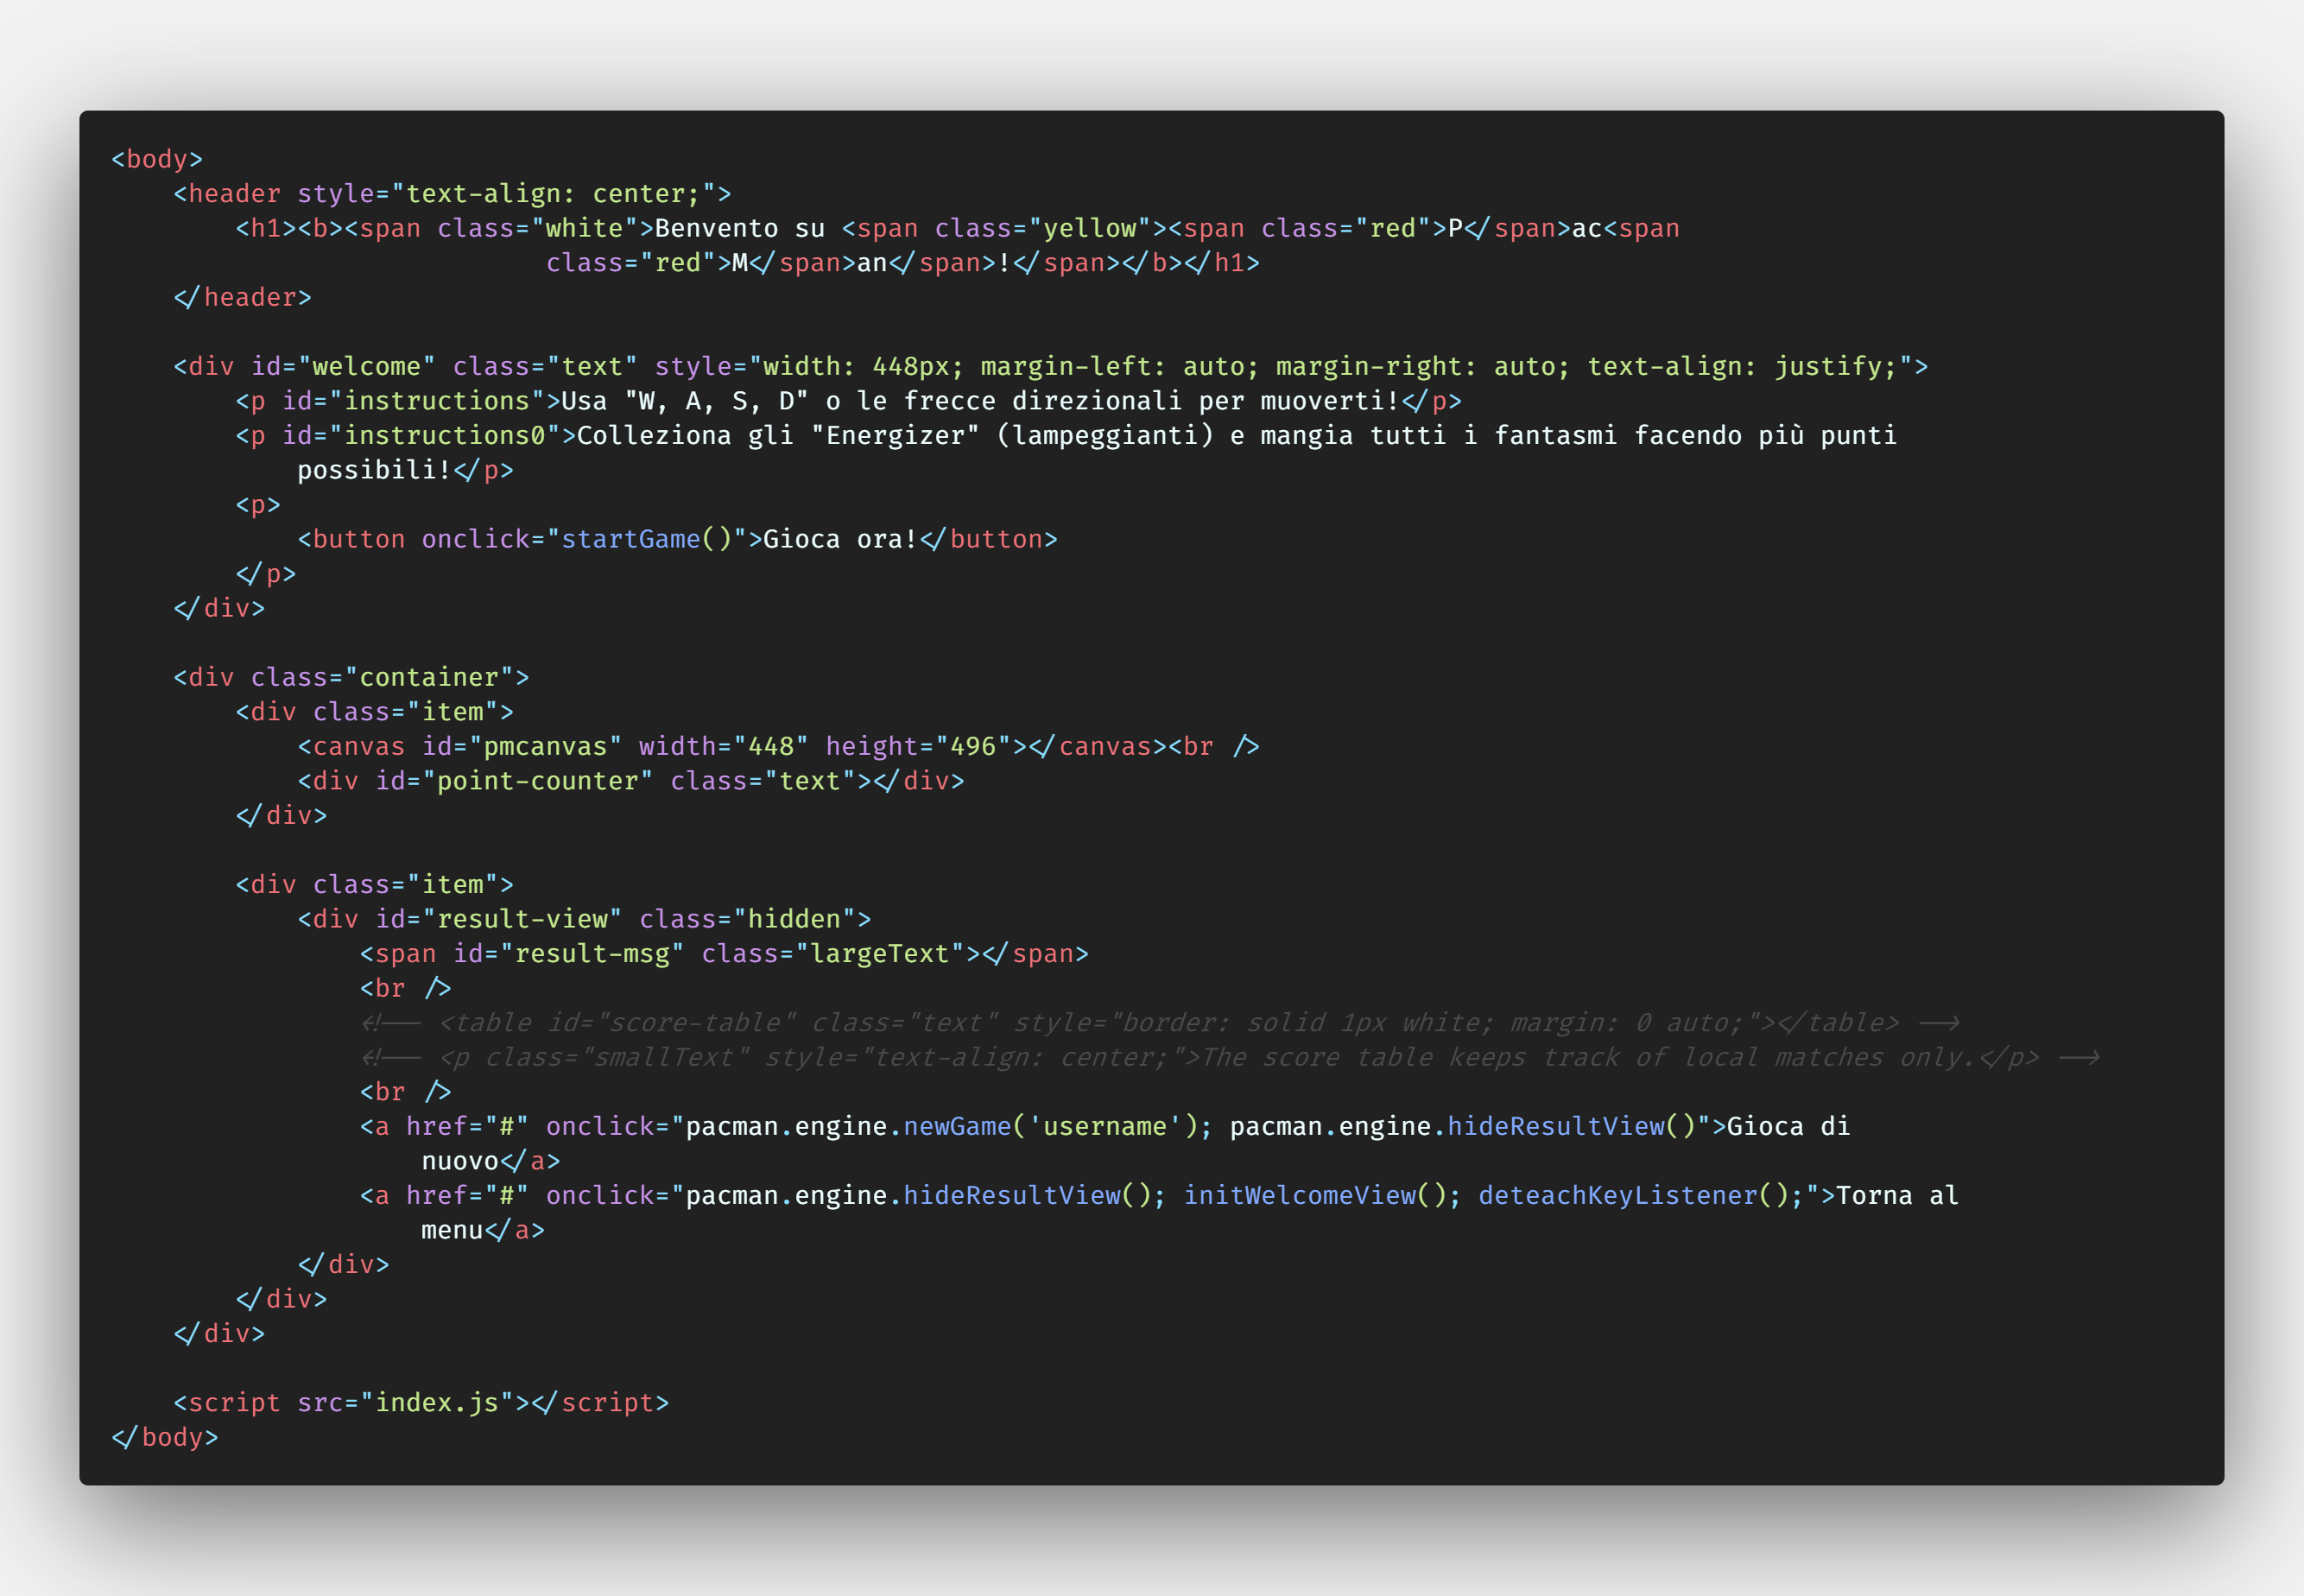 <body>
    <header style="text-align: center;">
        <h1><b><span class="white">Benvento su <span class="yellow"><span class="red">P</span>ac<span
                            class="red">M</span>an</span>!</span></b></h1>
    </header>

    <div id="welcome" class="text" style="width: 448px; margin-left: auto; margin-right: auto; text-align: justify;">
        <p id="instructions">Usa "W, A, S, D" o le frecce direzionali per muoverti!</p>
        <p id="instructions0">Colleziona gli "Energizer" (lampeggianti) e mangia tutti i fantasmi facendo più punti
            possibili!</p>
        <p>
            <button onclick="startGame()">Gioca ora!</button>
        </p>
    </div>

    <div class="container">
        <div class="item">
            <canvas id="pmcanvas" width="448" height="496"></canvas><br />
            <div id="point-counter" class="text"></div>
        </div>

        <div class="item">
            <div id="result-view" class="hidden">
                <span id="result-msg" class="largeText"></span>
                <br />
                <!-- <table id="score-table" class="text" style="border: solid 1px white; margin: 0 auto;"></table> -->
                <!-- <p class="smallText" style="text-align: center;">The score table keeps track of local matches only.</p> -->
                <br />
                <a href="#" onclick="pacman.engine.newGame('username'); pacman.engine.hideResultView()">Gioca di
                    nuovo</a>
                <a href="#" onclick="pacman.engine.hideResultView(); initWelcomeView(); deteachKeyListener();">Torna al
                    menu</a>
            </div>
        </div>
    </div>

    <script src="index.js"></script>
</body>